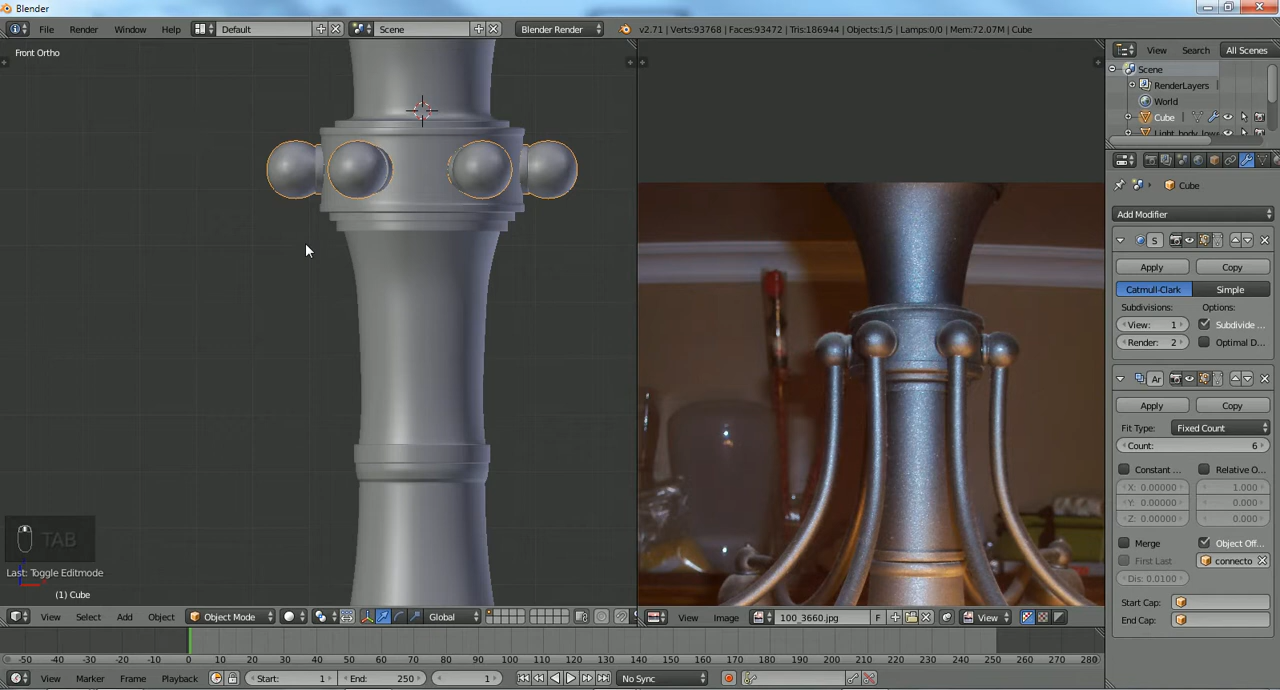 Blender
File Render Window Help Default Scene Blender Render v2.71 | Verts:93768 | Faces:93472 | Tris:186944 | Objects:1/5 | Lamps:0/0 | Mem:72.07M | Cube
Front Ortho
View Search All Scenes
Scene
RenderLayers
World
Cube
Light_body_lowe
Cube
Add Modifier
S
Apply Copy
Catmull-Clark Simple
Subdivisions: Options:
View: 1 Subdivide ...
Render: 2 Optimal D...
Ar
Apply Copy
Fit Type: Fixed Count
Count: 6
Constant ... Relative O...
X: 0.00000 1.000
Y: 0.00000 0.000
Z: 0.00000 0.000
Merge Object Off...
First Last connecto
Dis: 0.0100
Start Cap:
End Cap:
TAB
Last: Toggle Editmode
(1) Cube
View Select Add Object Object Mode Global
View Image 100_3660.jpg F View
-50 -40 -30 -20 -10 0 10 20 30 40 50 60 70 80 90 100 110 120 130 140 150 160 170 180 190 200 210 220 230 240 250 260 270 280
View Marker Frame Playback Start: 1 End: 250 1 No Sync